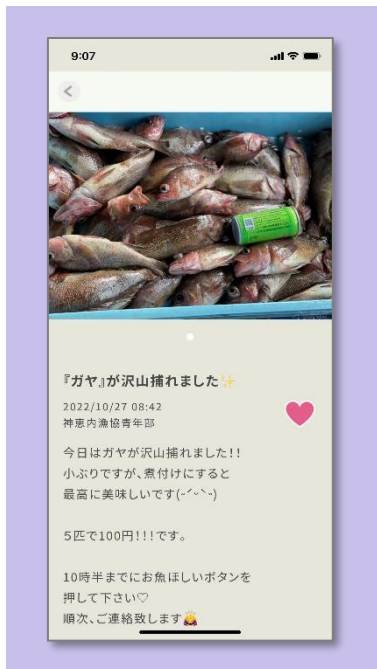 9:07
『ガヤ』が沢山捕れました✨
2022/10/27 08:42
神恵内漁協青年部
今日はガヤが沢山捕れました!!
小ぶりですが、煮付けにすると
最高に美味しいです(˶ˊᵕˋ˶)
5匹で100円!!!です。
10時半までにお魚ほしいボタンを
押して下さい♡
順次、ご連絡致します🙇